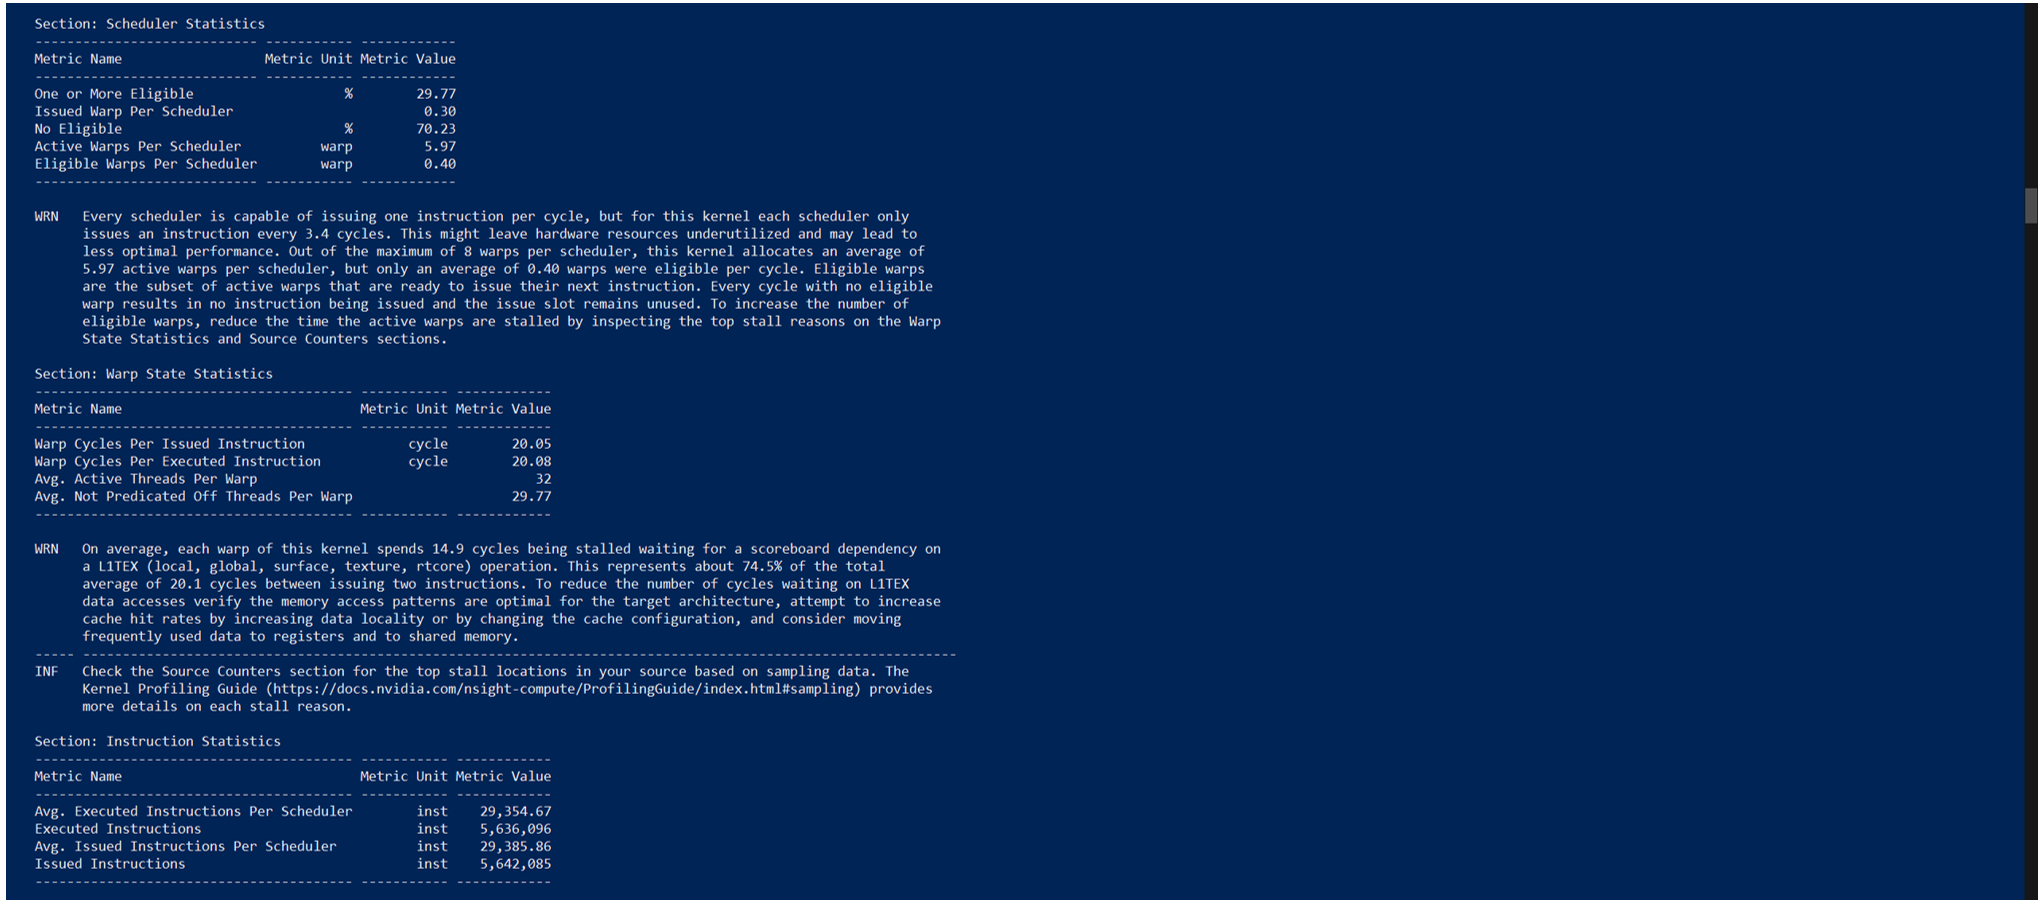 Section: Scheduler Statistics
---------------------------- ----------- ------------
Metric Name                  Metric Unit Metric Value
---------------------------- ----------- ------------
One or More Eligible                   %        29.77
Issued Warp Per Scheduler                        0.30
No Eligible                            %        70.23
Active Warps Per Scheduler          warp         5.97
Eligible Warps Per Scheduler        warp         0.40
---------------------------- ----------- ------------
WRN   Every scheduler is capable of issuing one instruction per cycle, but for this kernel each scheduler only
issues an instruction every 3.4 cycles. This might leave hardware resources underutilized and may lead to
less optimal performance. Out of the maximum of 8 warps per scheduler, this kernel allocates an average of
5.97 active warps per scheduler, but only an average of 0.40 warps were eligible per cycle. Eligible warps
are the subset of active warps that are ready to issue their next instruction. Every cycle with no eligible
warp results in no instruction being issued and the issue slot remains unused. To increase the number of
eligible warps, reduce the time the active warps are stalled by inspecting the top stall reasons on the Warp
State Statistics and Source Counters sections.
Section: Warp State Statistics
---------------------------------------- ----------- ------------
Metric Name                              Metric Unit Metric Value
---------------------------------------- ----------- ------------
Warp Cycles Per Issued Instruction             cycle        20.05
Warp Cycles Per Executed Instruction           cycle        20.08
Avg. Active Threads Per Warp                                   32
Avg. Not Predicated Off Threads Per Warp                    29.77
---------------------------------------- ----------- ------------
WRN   On average, each warp of this kernel spends 14.9 cycles being stalled waiting for a scoreboard dependency on
a L1TEX (local, global, surface, texture, rtcore) operation. This represents about 74.5% of the total
average of 20.1 cycles between issuing two instructions. To reduce the number of cycles waiting on L1TEX
data accesses verify the memory access patterns are optimal for the target architecture, attempt to increase
cache hit rates by increasing data locality or by changing the cache configuration, and consider moving
frequently used data to registers and to shared memory.
----- --------------------------------------------------------------------------------------------------------------
INF   Check the Source Counters section for the top stall locations in your source based on sampling data. The
Kernel Profiling Guide (https://docs.nvidia.com/nsight-compute/ProfilingGuide/index.html#sampling) provides
more details on each stall reason.
Section: Instruction Statistics
---------------------------------------- ----------- ------------
Metric Name                              Metric Unit Metric Value
---------------------------------------- ----------- ------------
Avg. Executed Instructions Per Scheduler        inst    29,354.67
Executed Instructions                           inst    5,636,096
Avg. Issued Instructions Per Scheduler          inst    29,385.86
Issued Instructions                             inst    5,642,085
---------------------------------------- ----------- ------------